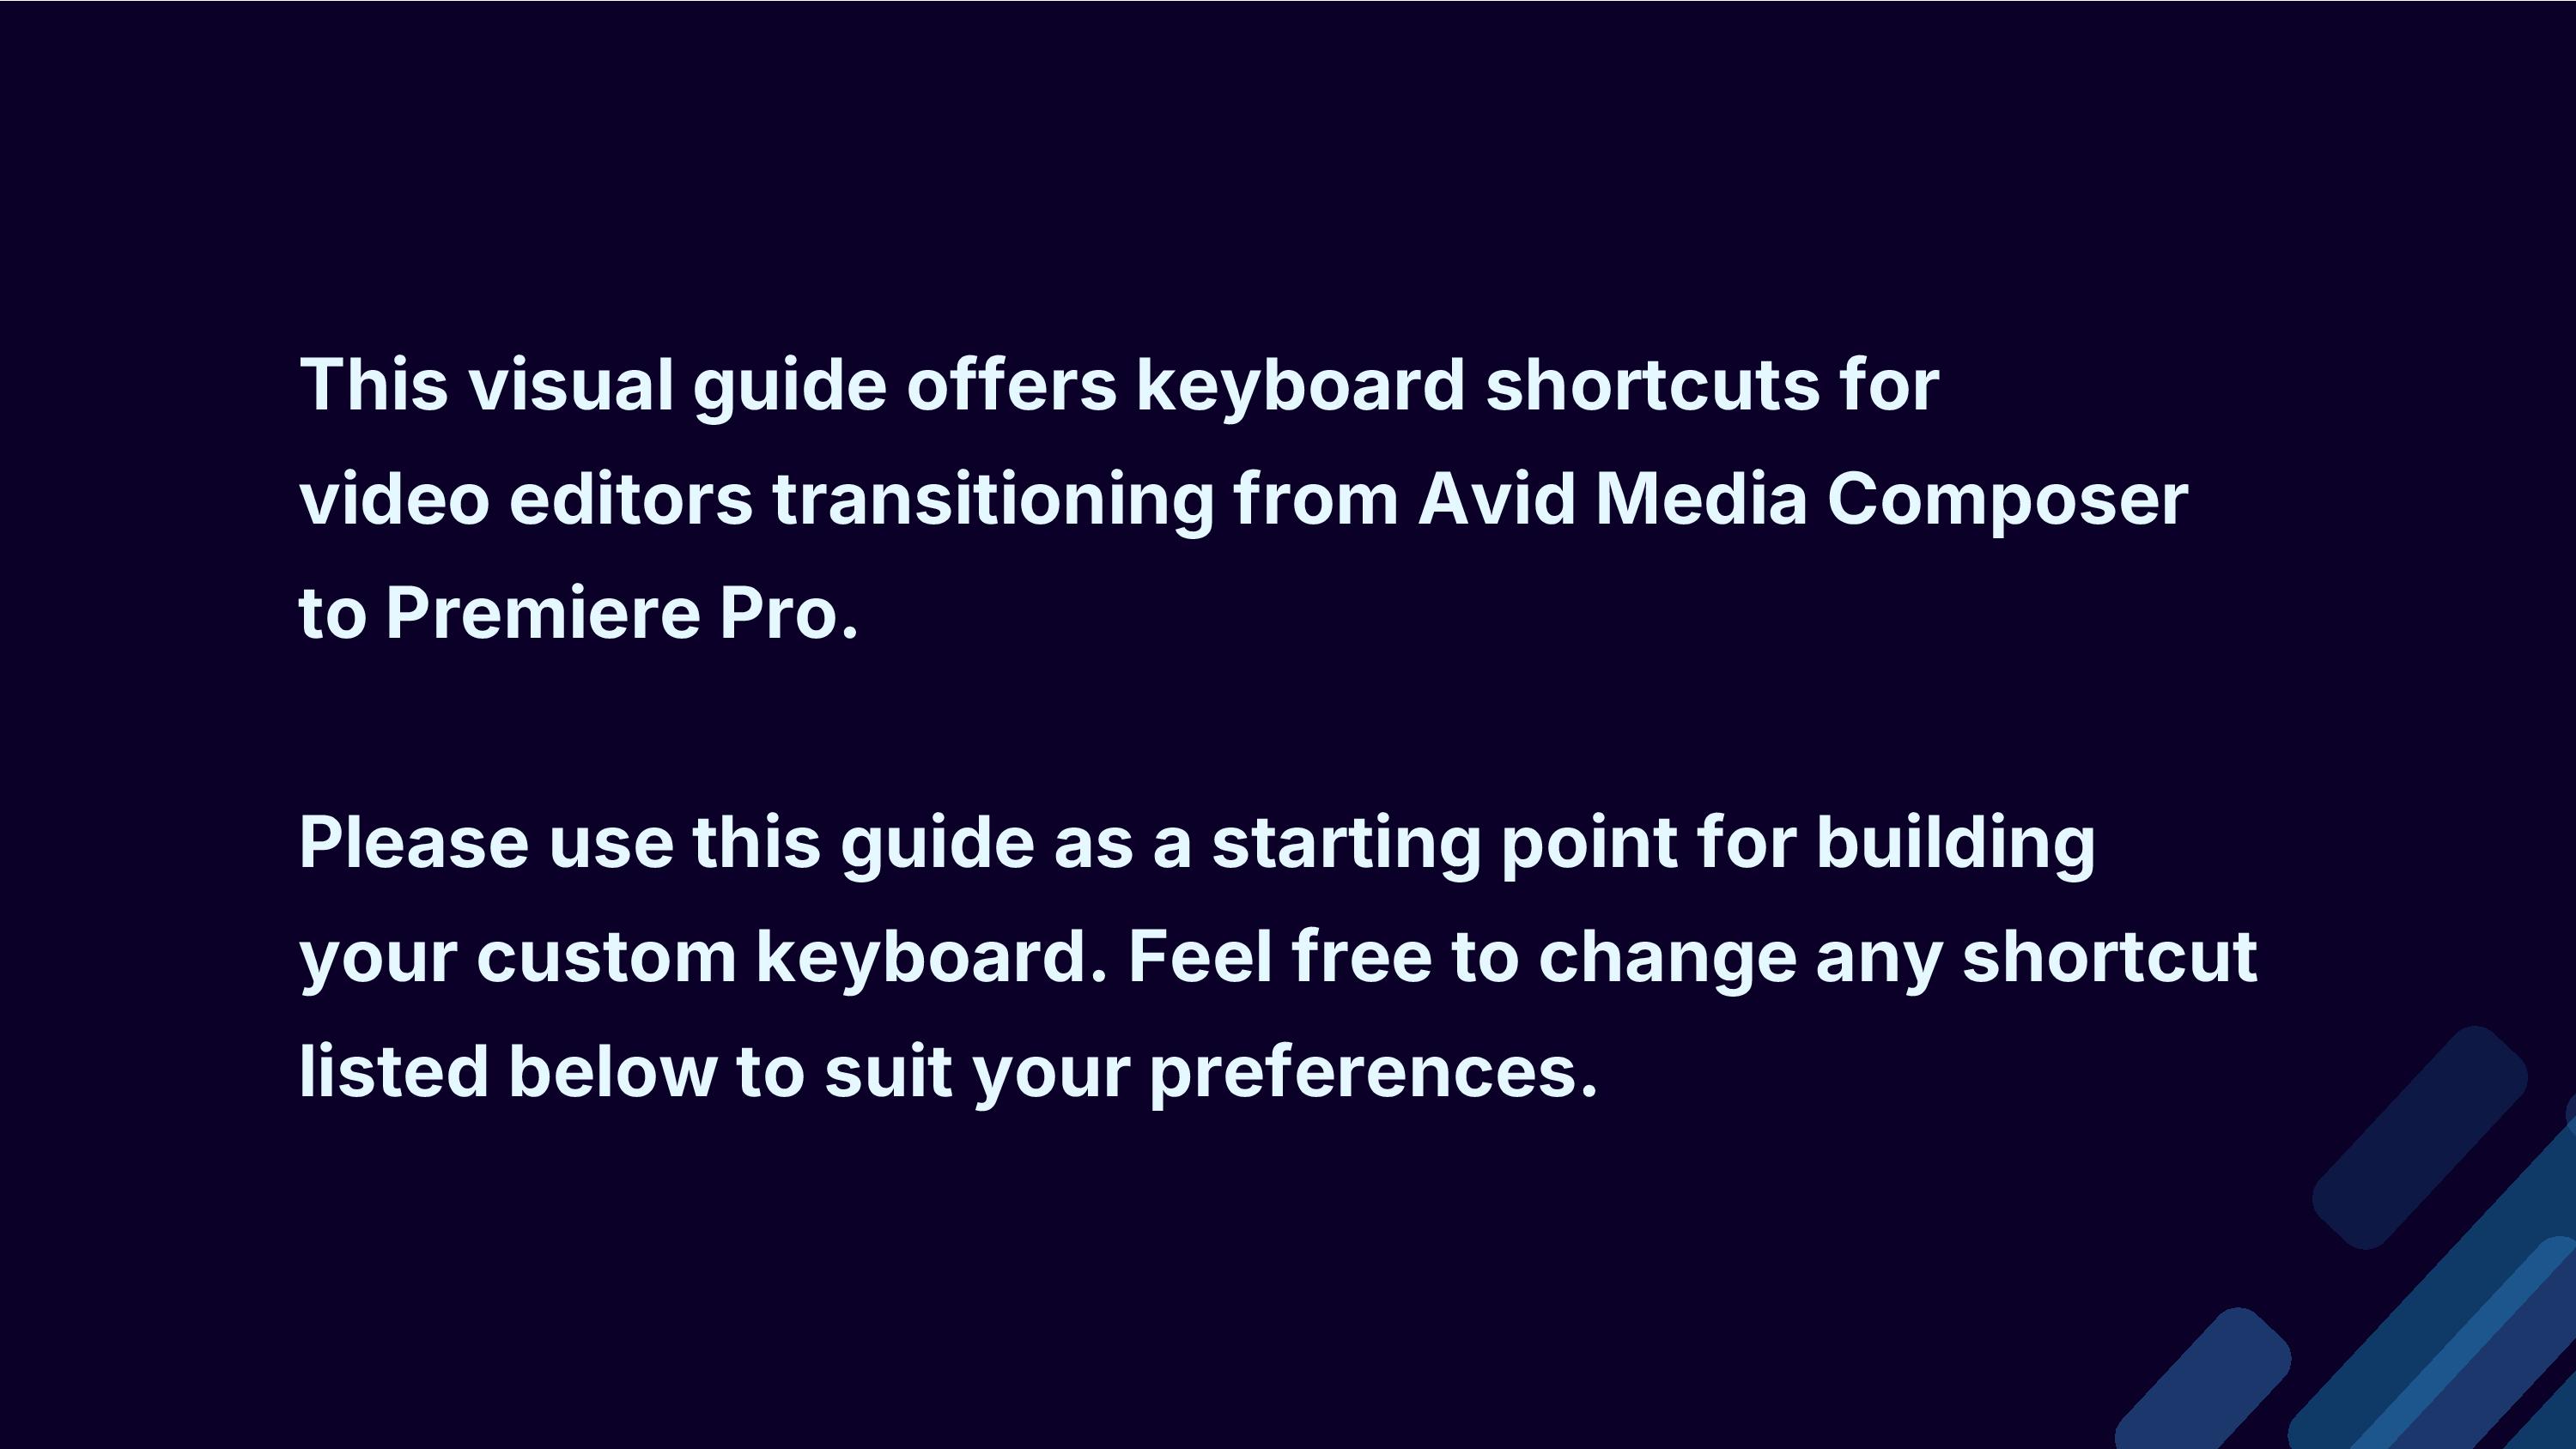 This visual guide offers keyboard shortcuts for
video editors transitioning from Avid Media Composer
to Premiere Pro.
Please use this guide as a starting point for building
your custom keyboard. Feel free to change any shortcut
listed below to suit your preferences.